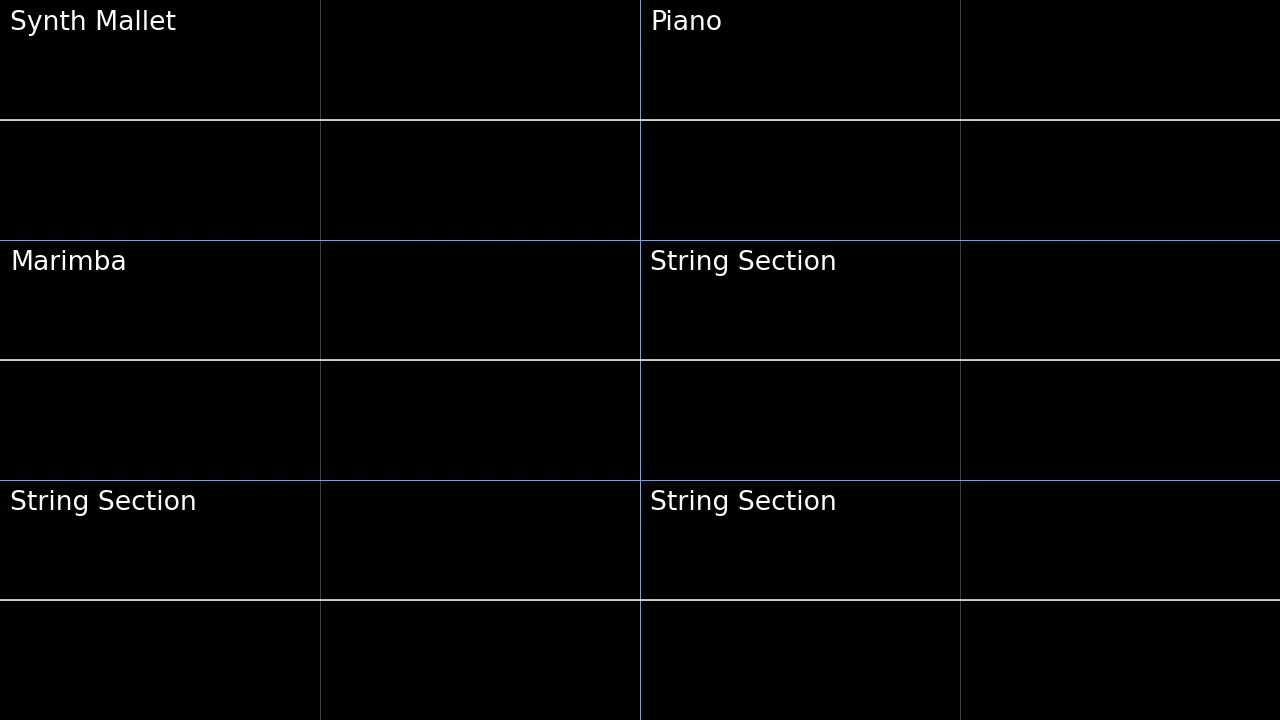 Synth Mallet
Piano
Marimba
String Section
String Section
String Section